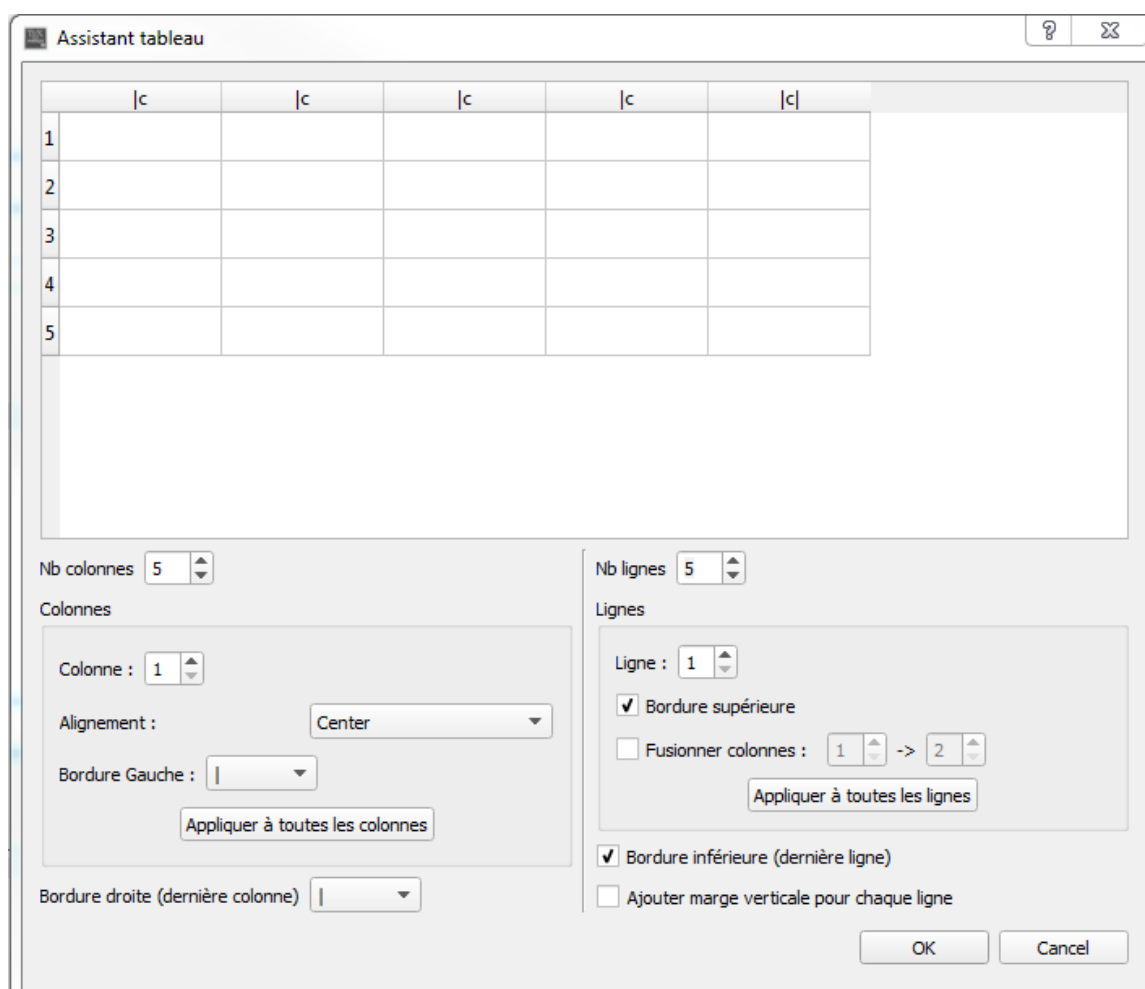 Assistant tableau
|c |c |c |c |c|
1
2
3
4
5
Nb colonnes 5
Colonnes
Colonne : 1
Alignement : Center
Bordure Gauche : |
Appliquer à toutes les colonnes
Bordure droite (dernière colonne) |
Nb lignes 5
Lignes
Ligne : 1
Bordure supérieure
Fusionner colonnes : 1 -> 2
Appliquer à toutes les lignes
Bordure inférieure (dernière ligne)
Ajouter marge verticale pour chaque ligne
OK Cancel